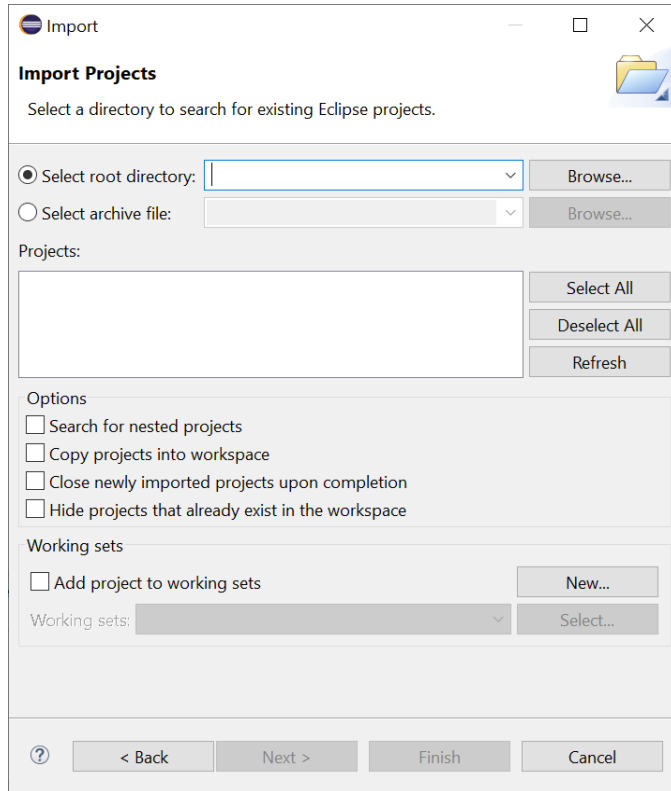 Import
Import Projects
Select a directory to search for existing Eclipse projects.
Select root directory: Browse...
Select archive file: Browse...
Projects:
Select All
Deselect All
Refresh
Options
Search for nested projects
Copy projects into workspace
Close newly imported projects upon completion
Hide projects that already exist in the workspace
Working sets
Add project to working sets New...
Working sets: Select...
? < Back Next > Finish Cancel